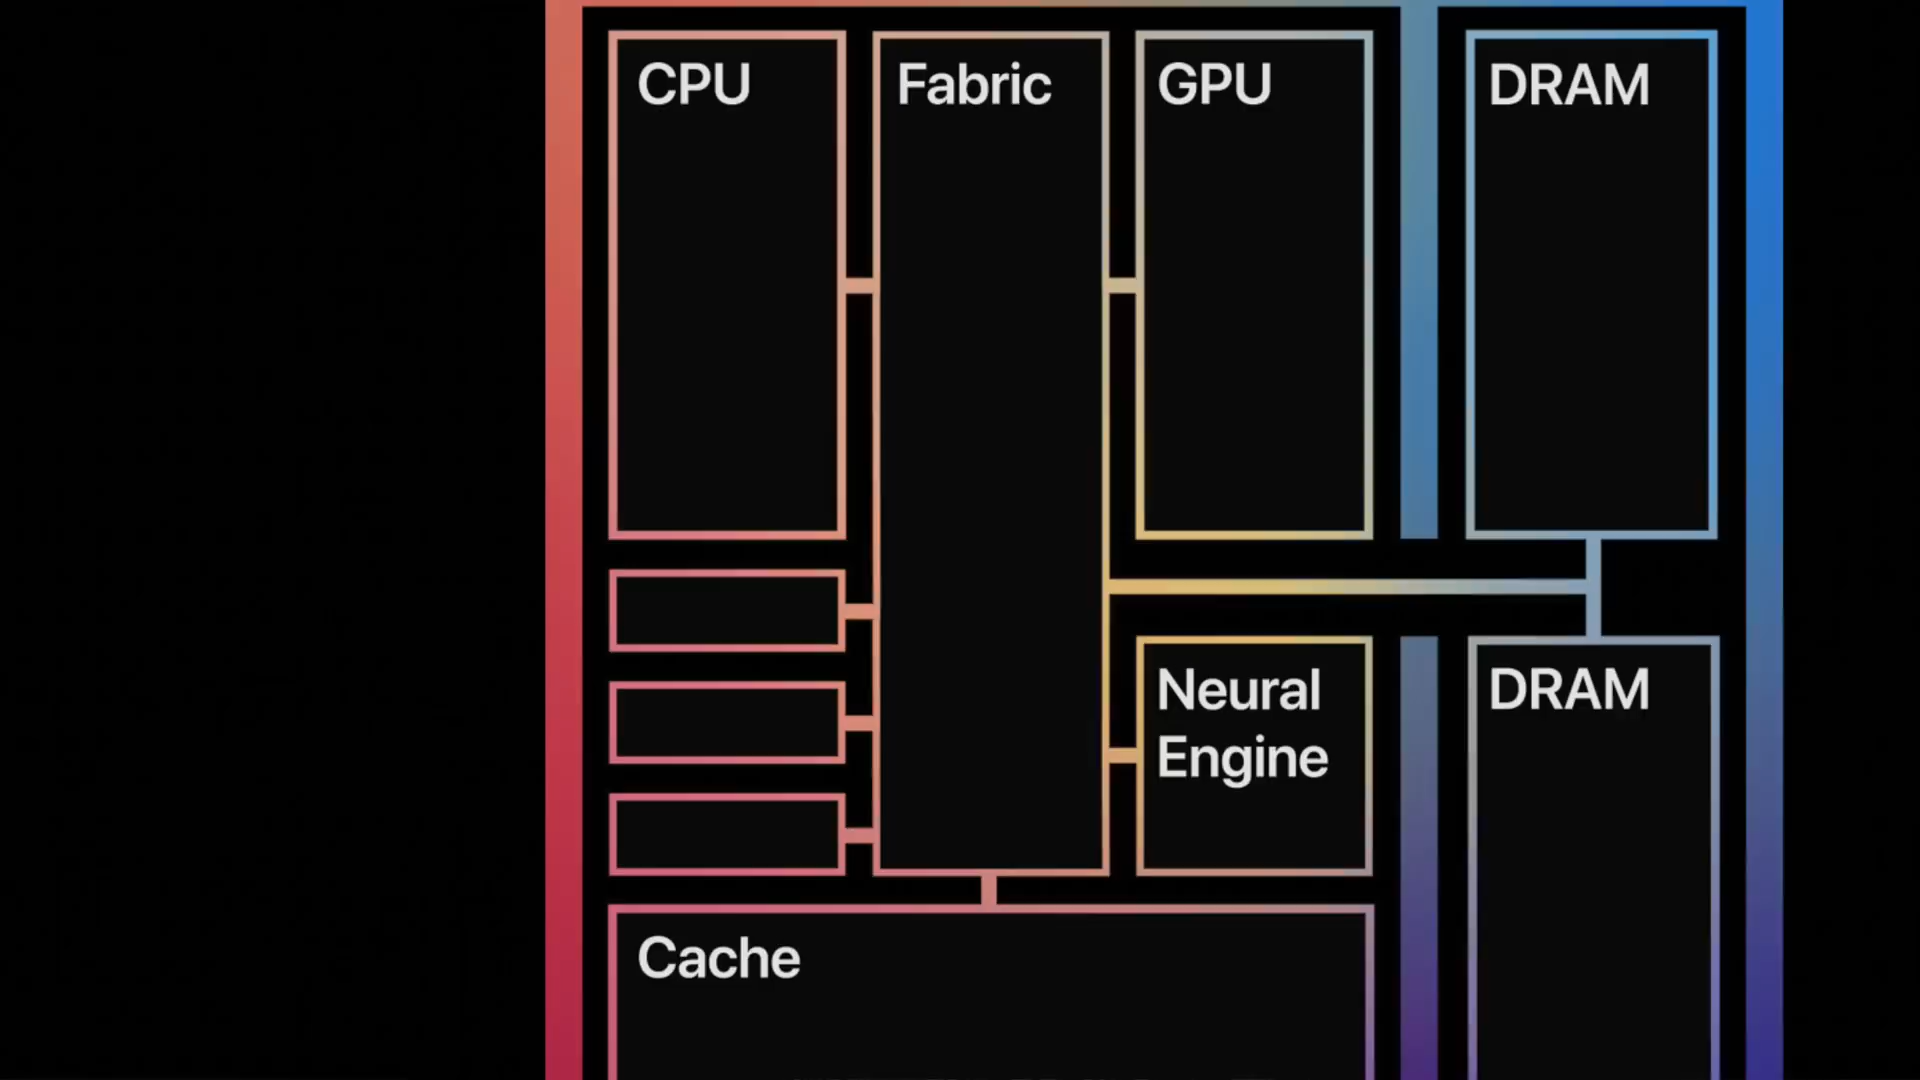 CPU
Fabric
GPU
DRAM
Neural
Engine
DRAM
Cache